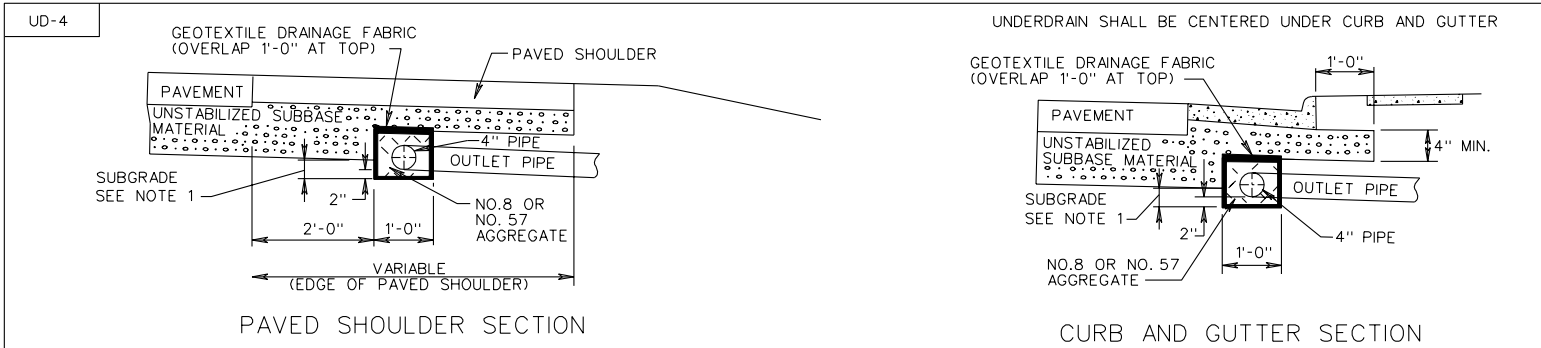 UD-4
GEOTEXTILE DRAINAGE FABRIC
(OVERLAP 1'-0" AT TOP)
PAVED SHOULDER
PAVEMENT
UNSTABILIZED SUBBASE
MATERIAL
4" PIPE
OUTLET PIPE
SUBGRADE
SEE NOTE 1
2"
NO.8 OR
NO. 57
AGGREGATE
2'-0"
1'-0"
VARIABLE
(EDGE OF PAVED SHOULDER)
PAVED SHOULDER SECTION
UNDERDRAIN SHALL BE CENTERED UNDER CURB AND GUTTER
GEOTEXTILE DRAINAGE FABRIC
(OVERLAP 1'-0" AT TOP)
1'-0"
PAVEMENT
UNSTABILIZED
SUBBASE MATERIAL
4" MIN.
OUTLET PIPE
SUBGRADE
SEE NOTE 1
2"
4" PIPE
1'-0"
NO.8 OR NO. 57
AGGREGATE
CURB AND GUTTER SECTION